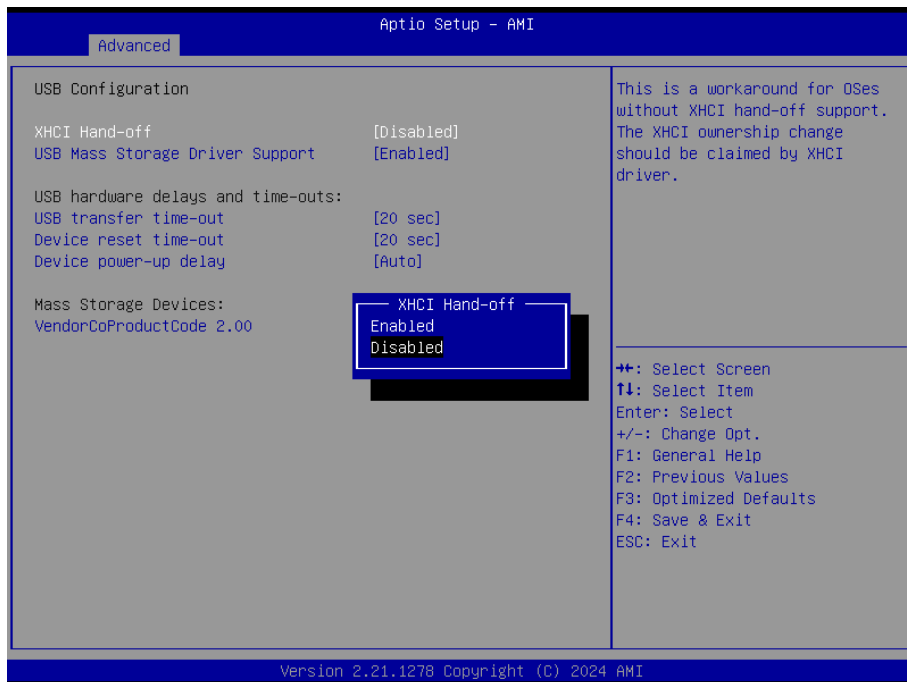 Aptio Setup - AMI
Advanced
USB Configuration
XHCI Hand-off [Disabled]
USB Mass Storage Driver Support [Enabled]
USB hardware delays and time-outs:
USB transfer time-out [20 sec]
Device reset time-out [20 sec]
Device power-up delay [Auto]
Mass Storage Devices:
VendorCoProductCode 2.00
XHCI Hand-off
Enabled
Disabled
This is a workaround for OSes
without XHCI hand-off support.
The XHCI ownership change
should be claimed by XHCI
driver.
→←: Select Screen
↑↓: Select Item
Enter: Select
+/-: Change Opt.
F1: General Help
F2: Previous Values
F3: Optimized Defaults
F4: Save & Exit
ESC: Exit
Version 2.21.1278 Copyright (C) 2024 AMI